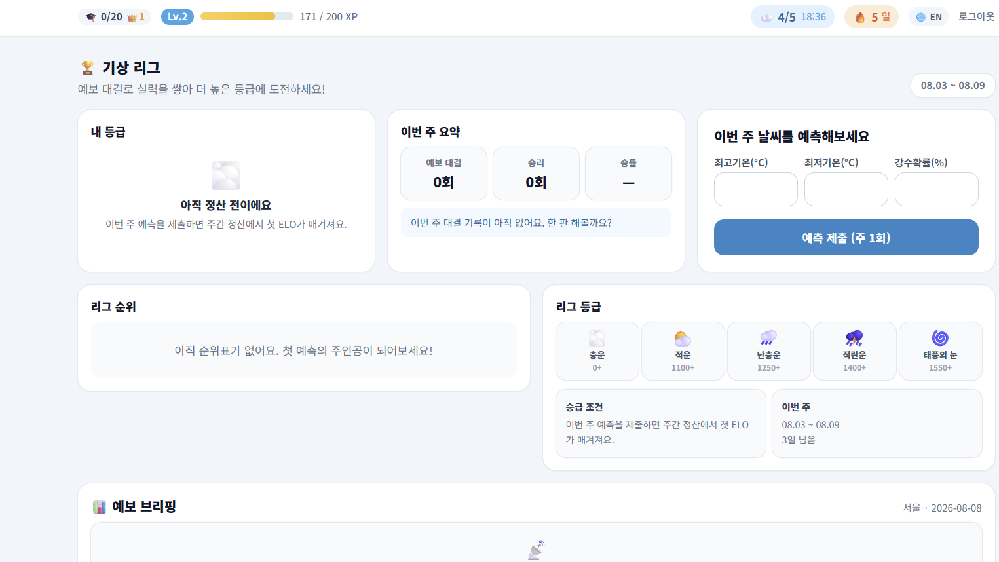 0/20 1 Lv.2 171 / 200 XP 4/5 18:36 5 일 EN 로그아웃
기상 리그
예보 대결로 실력을 쌓아 더 높은 등급에 도전하세요!
08.03 ~ 08.09
내 등급
아직 정산 전이에요
이번 주 예측을 제출하면 주간 정산에서 첫 ELO가 매겨져요.
이번 주 요약
예보 대결 승리 승률
0회 0회 —
이번 주 대결 기록이 아직 없어요. 한 판 해볼까요?
이번 주 날씨를 예측해보세요
최고기온(°C) 최저기온(°C) 강수확률(%)
예측 제출 (주 1회)
리그 순위
아직 순위표가 없어요. 첫 예측의 주인공이 되어보세요!
리그 등급
층운 적운 난층운 적란운 태풍의 눈
0+ 1100+ 1250+ 1400+ 1550+
승급 조건
이번 주 예측을 제출하면 주간 정산에서 첫 ELO
가 매겨져요.
이번 주
08.03 ~ 08.09
3일 남음
예보 브리핑
서울 · 2026-08-08